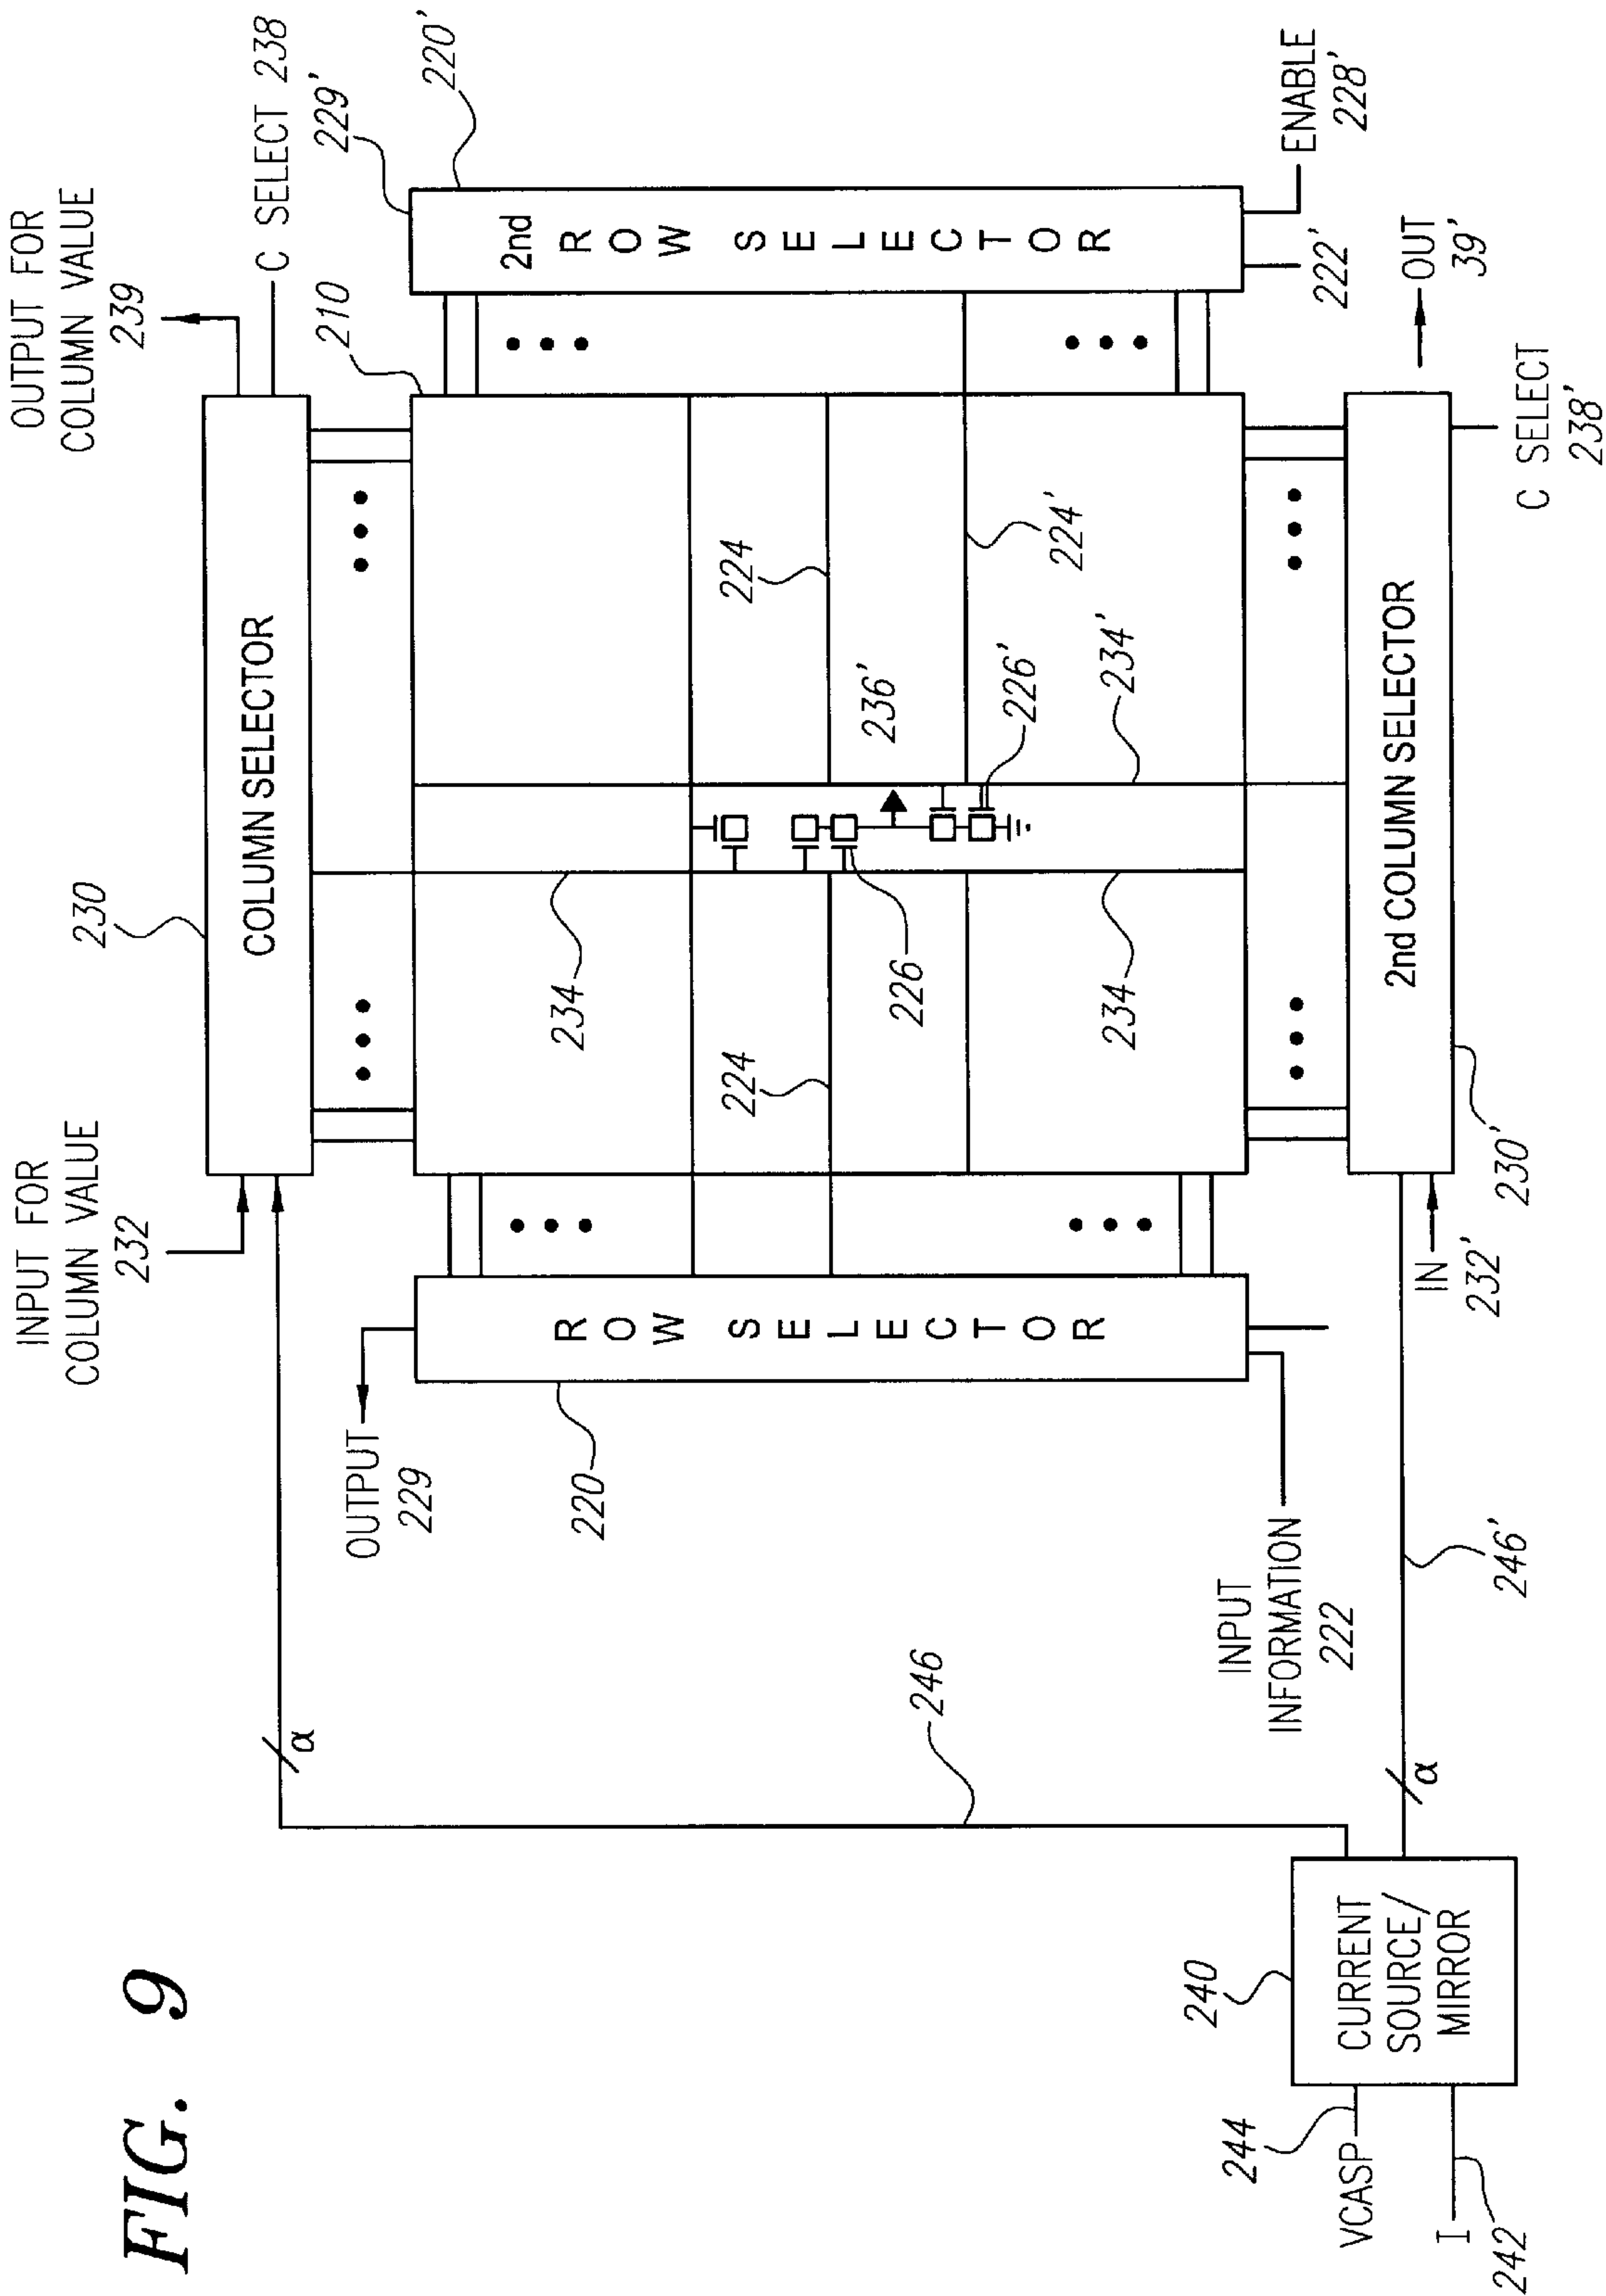 FIG. 9
INPUT FOR
COLUMN VALUE
232
230
OUTPUT FOR
COLUMN VALUE
239
C SELECT 238
COLUMN SELECTOR
229'
220'
210
OUTPUT
229
ROW SELECTOR
220
2nd
ROW SELECTOR
α
234
224
224
236'
226
224'
226'
234
234'
246
INPUT
INFORMATION
222
222'
ENABLE
228'
240
CURRENT
SOURCE/
MIRROR
244
VCASP
I
242
α
246'
IN
232'
230'
2nd COLUMN SELECTOR
OUT
39'
C SELECT
238'